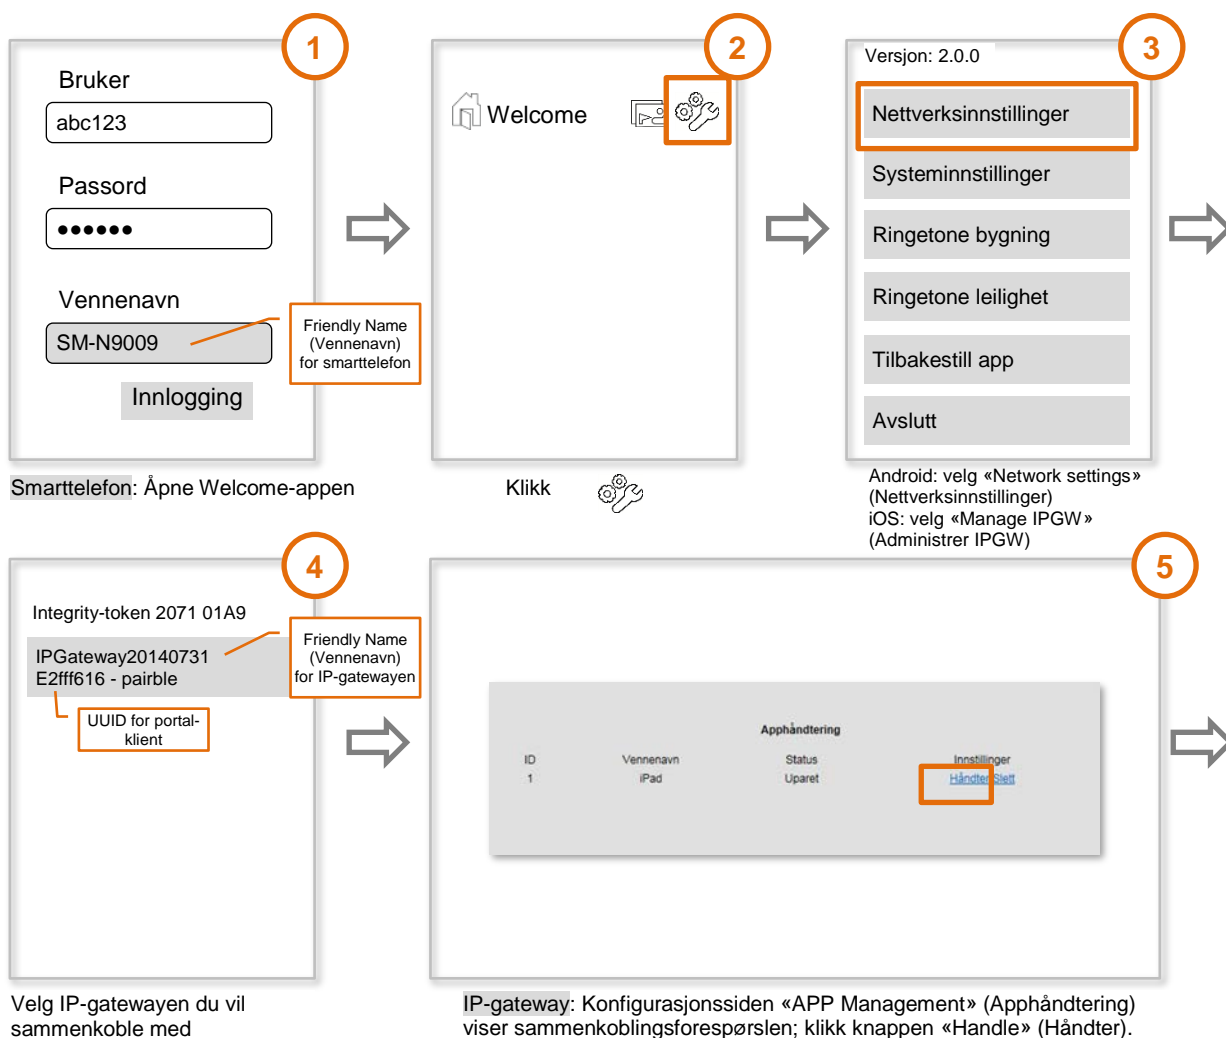 1
Bruker
abc123
Passord
●●●●●●
Vennenavn
SM-N9009
Innlogging
Friendly Name
(Vennenavn)
for smarttelefon
Smarttelefon: Åpne Welcome-appen
2
Welcome
Klikk
3
Versjon: 2.0.0
Nettverksinnstillinger
Systeminnstillinger
Ringetone bygning
Ringetone leilighet
Tilbakestill app
Avslutt
Android: velg «Network settings»
(Nettverksinnstillinger)
iOS: velg «Manage IPGW»
(Administrer IPGW)
4
Integrity-token 2071 01A9
IPGateway20140731
E2fff616 - pairble
Friendly Name
(Vennenavn)
for IP-gatewayen
UUID for portal-
klient
Velg IP-gatewayen du vil
sammenkoble med
5
Apphåndtering
ID Vennenavn Status Innstillinger
1 iPad Uparet Håndter Slett
IP-gateway: Konfigurasjonssiden «APP Management» (Apphåndtering)
viser sammenkoblingsforespørslen; klikk knappen «Handle» (Håndter).